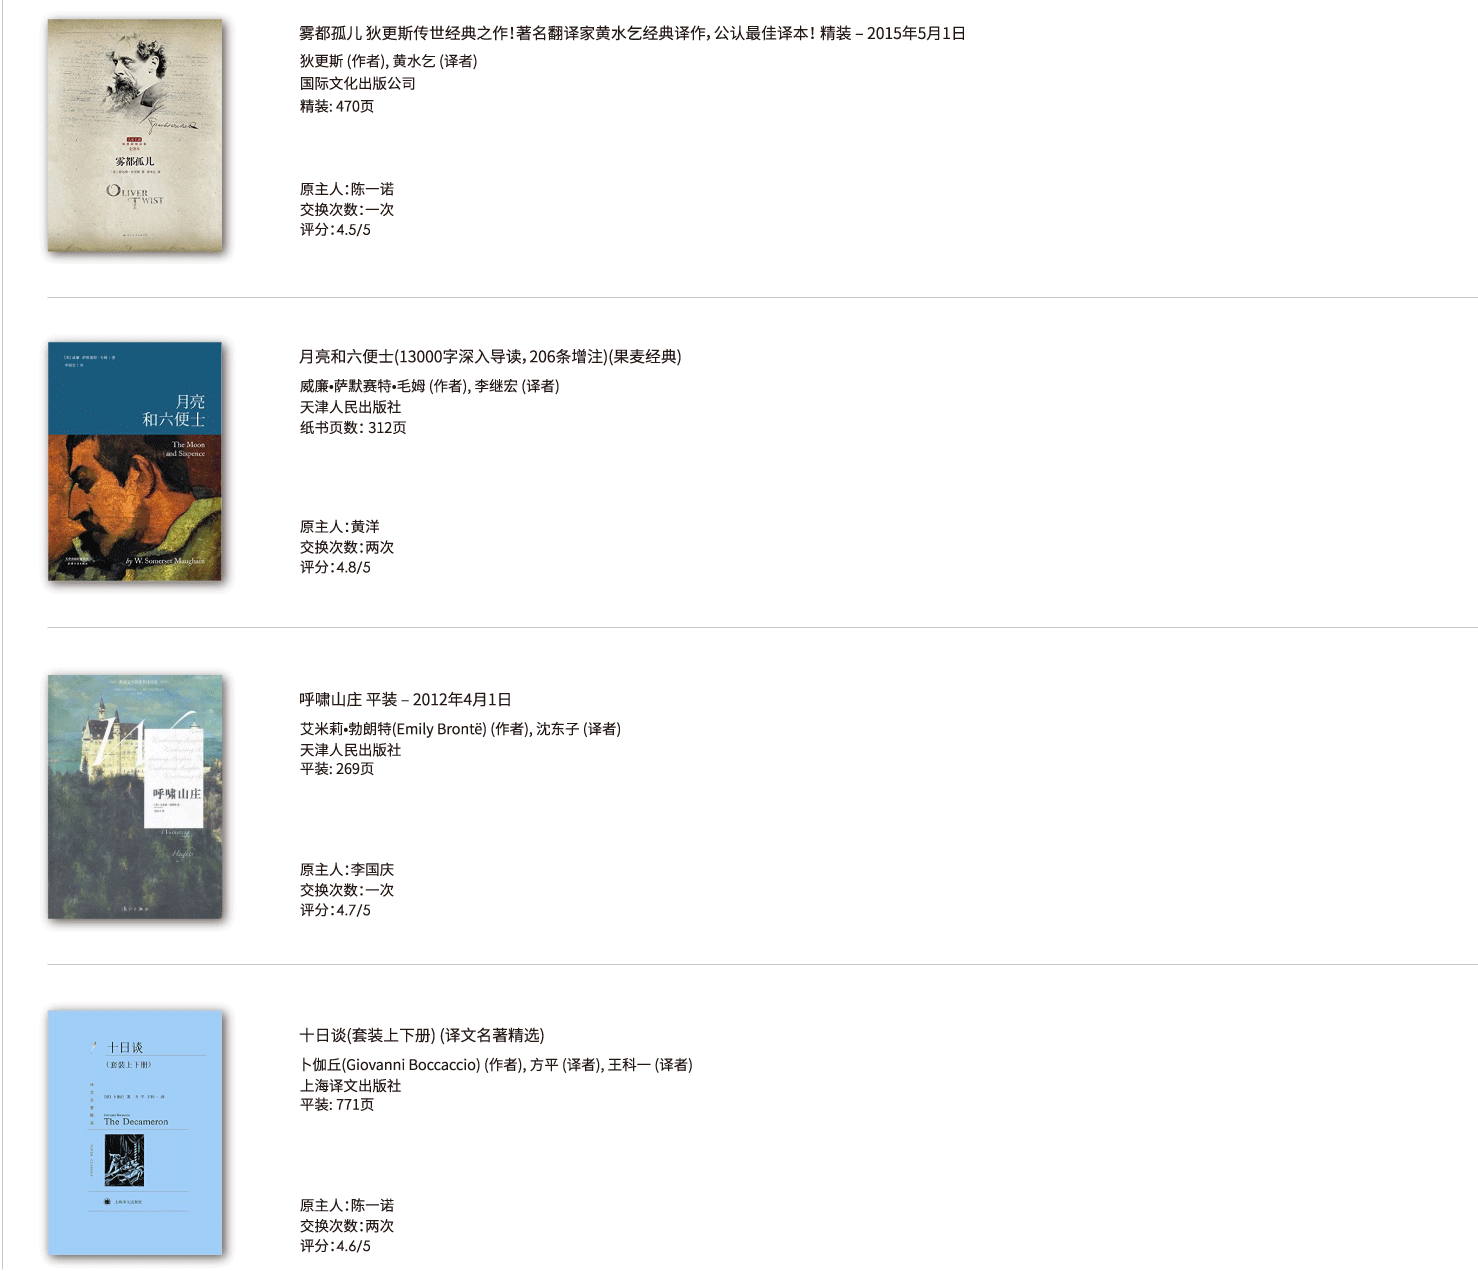 雾都孤儿 狄更斯传世经典之作！著名翻译家黄水乞经典译作，公认最佳译本！ 精装 – 2015年5月1日
狄更斯 (作者), 黄水乞 (译者)
国际文化出版公司
精装: 470页
雾都孤儿
OLIVER
TWIST
原主人：陈一诺
交换次数：一次
评分：4.5/5
月亮和六便士(13000字深入导读，206条增注)(果麦经典)
威廉•萨默赛特•毛姆 (作者), 李继宏 (译者)
天津人民出版社
纸书页数： 312页
月亮
和六便士
The Moon
and Sixpence
by W. Somerset Maugham
原主人：黄洋
交换次数：两次
评分：4.8/5
呼啸山庄 平装 – 2012年4月1日
艾米莉•勃朗特(Emily Brontë) (作者), 沈东子 (译者)
天津人民出版社
平装: 269页
呼啸山庄
原主人：李国庆
交换次数：一次
评分：4.7/5
十日谈(套装上下册) (译文名著精选)
卜伽丘(Giovanni Boccaccio) (作者), 方平 (译者), 王科一 (译者)
上海译文出版社
平装: 771页
十日谈
（套装上下册）
The Decameron
原主人：陈一诺
交换次数：两次
评分：4.6/5